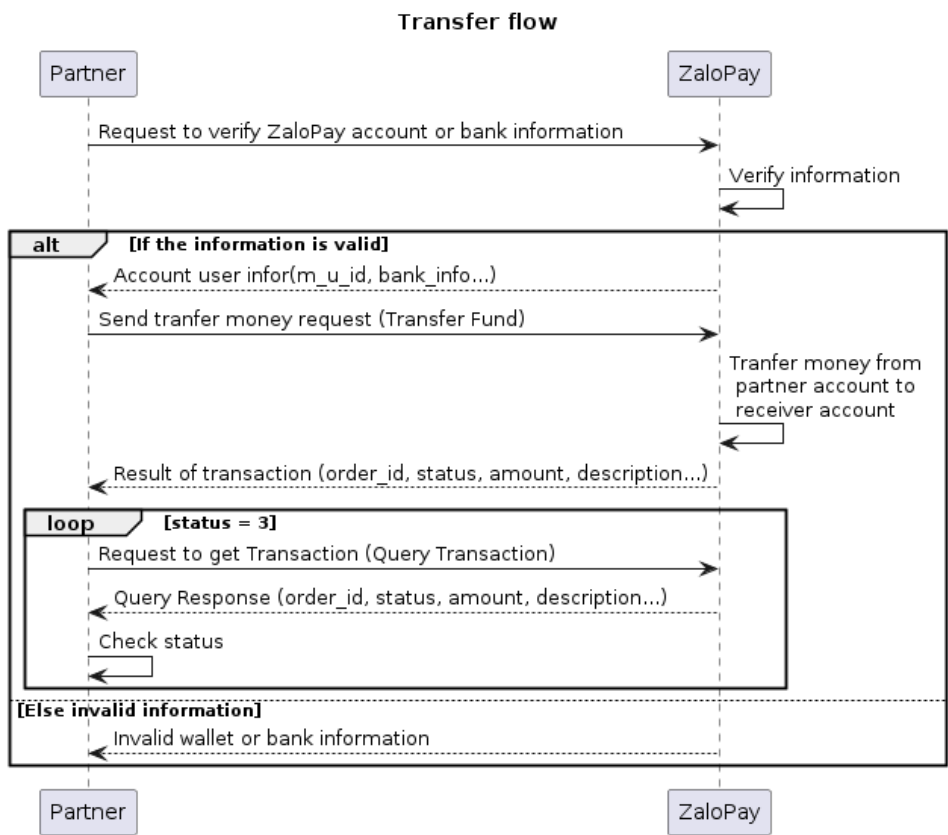 Transfer flow
Partner
ZaloPay
Request to verify ZaloPay account or bank information
Verify information
alt
[If the information is valid]
Account user infor(m_u_id, bank_info...)
Send tranfer money request (Transfer Fund)
Tranfer money from
partner account to
receiver account
Result of transaction (order_id, status, amount, description...)
loop
[status = 3]
Request to get Transaction (Query Transaction)
Query Response (order_id, status, amount, description...)
Check status
[Else invalid information]
Invalid wallet or bank information
Partner
ZaloPay